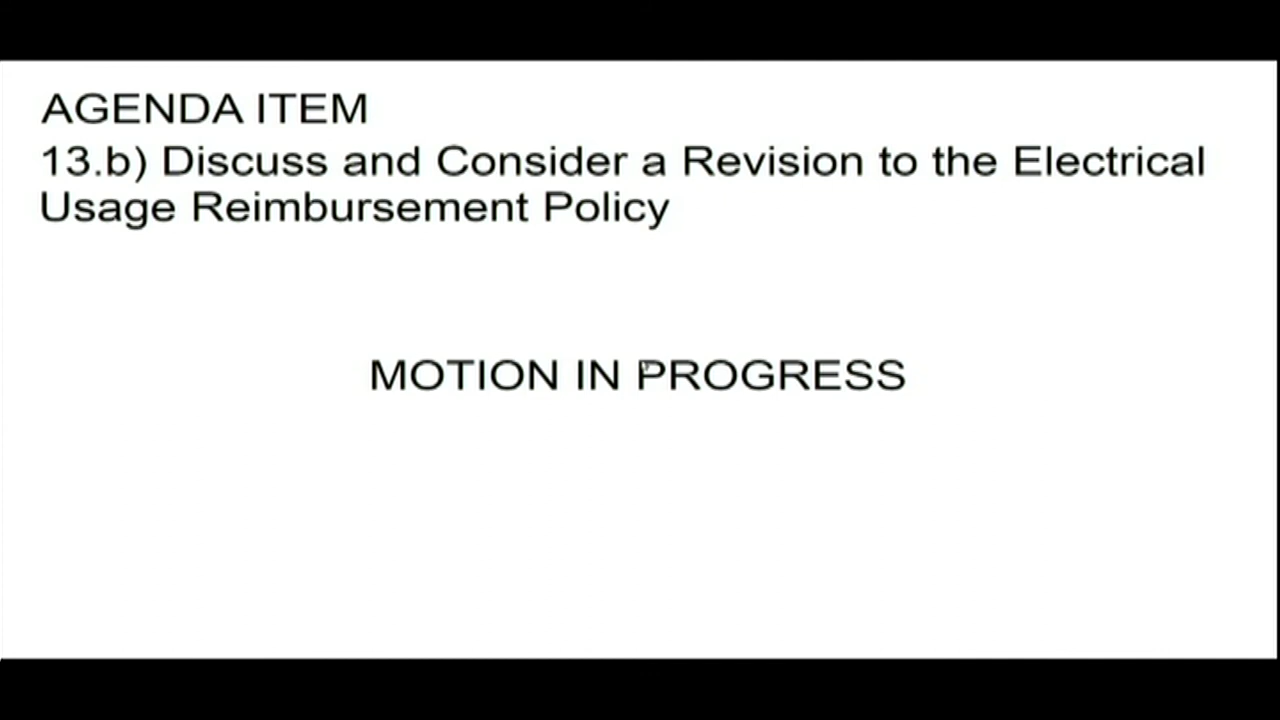 AGENDA ITEM
13.b) Discuss and Consider a Revision to the Electrical
Usage Reimbursement Policy
MOTION IN PROGRESS